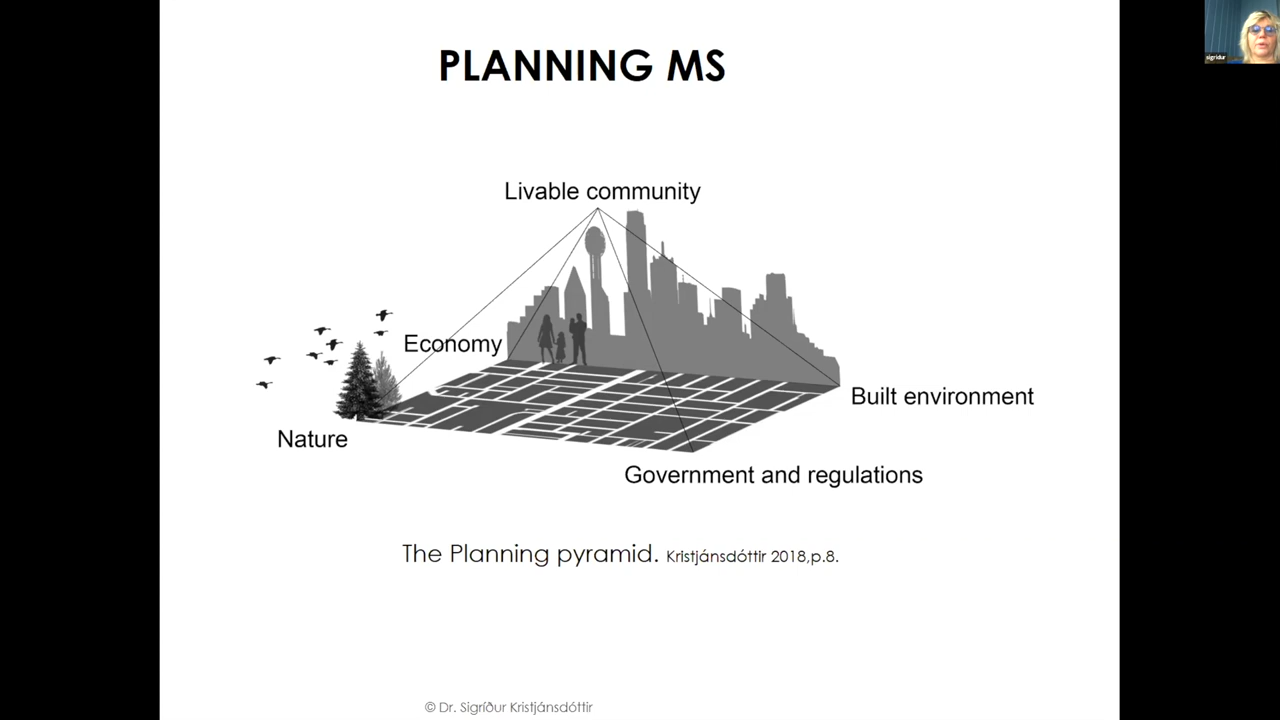 PLANNING MS
sigridur
Livable community
Economy
Built environment
Nature
Government and regulations
The Planning pyramid. Kristjánsdóttir 2018,p.8.
© Dr. Sigríður Kristjánsdóttir